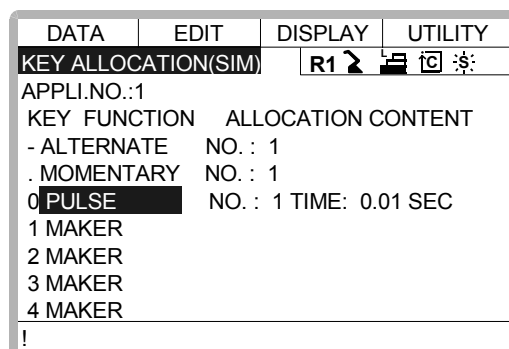 DATA EDIT DISPLAY UTILITY
KEY ALLOCATION(SIM) R1 C S
APPLI.NO.:1
KEY FUNCTION ALLOCATION CONTENT
- ALTERNATE NO. : 1
. MOMENTARY NO. : 1
0 PULSE NO. : 1 TIME: 0.01 SEC
1 MAKER
2 MAKER
3 MAKER
4 MAKER
!